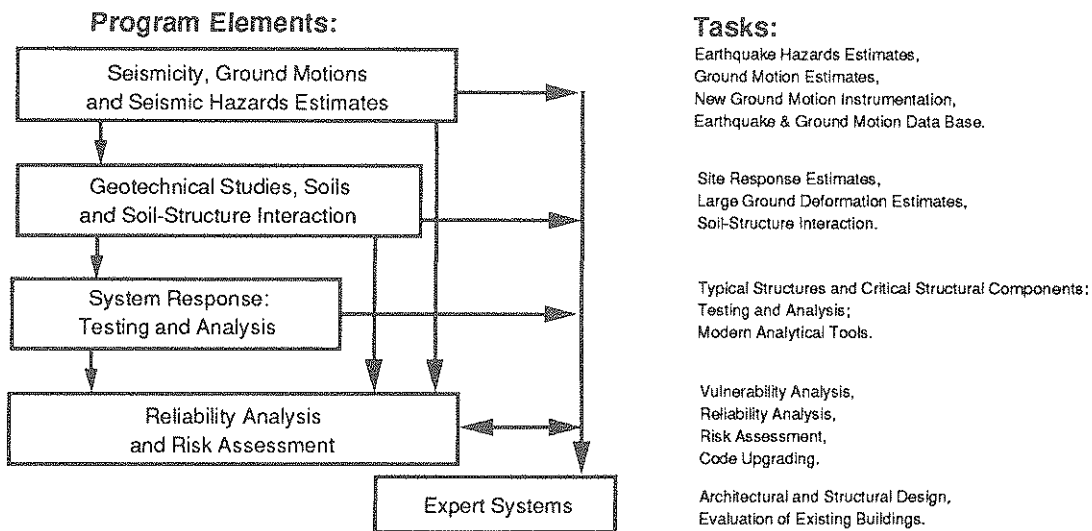 Program Elements:
Seismicity, Ground Motions
and Seismic Hazards Estimates
Geotechnical Studies, Soils
and Soil-Structure Interaction
System Response:
Testing and Analysis
Reliability Analysis
and Risk Assessment
Expert Systems
Tasks:
Earthquake Hazards Estimates,
Ground Motion Estimates,
New Ground Motion Instrumentation,
Earthquake & Ground Motion Data Base.
Site Response Estimates,
Large Ground Deformation Estimates,
Soil-Structure Interaction.
Typical Structures and Critical Structural Components:
Testing and Analysis;
Modern Analytical Tools.
Vulnerability Analysis,
Reliability Analysis,
Risk Assessment,
Code Upgrading.
Architectural and Structural Design,
Evaluation of Existing Buildings.